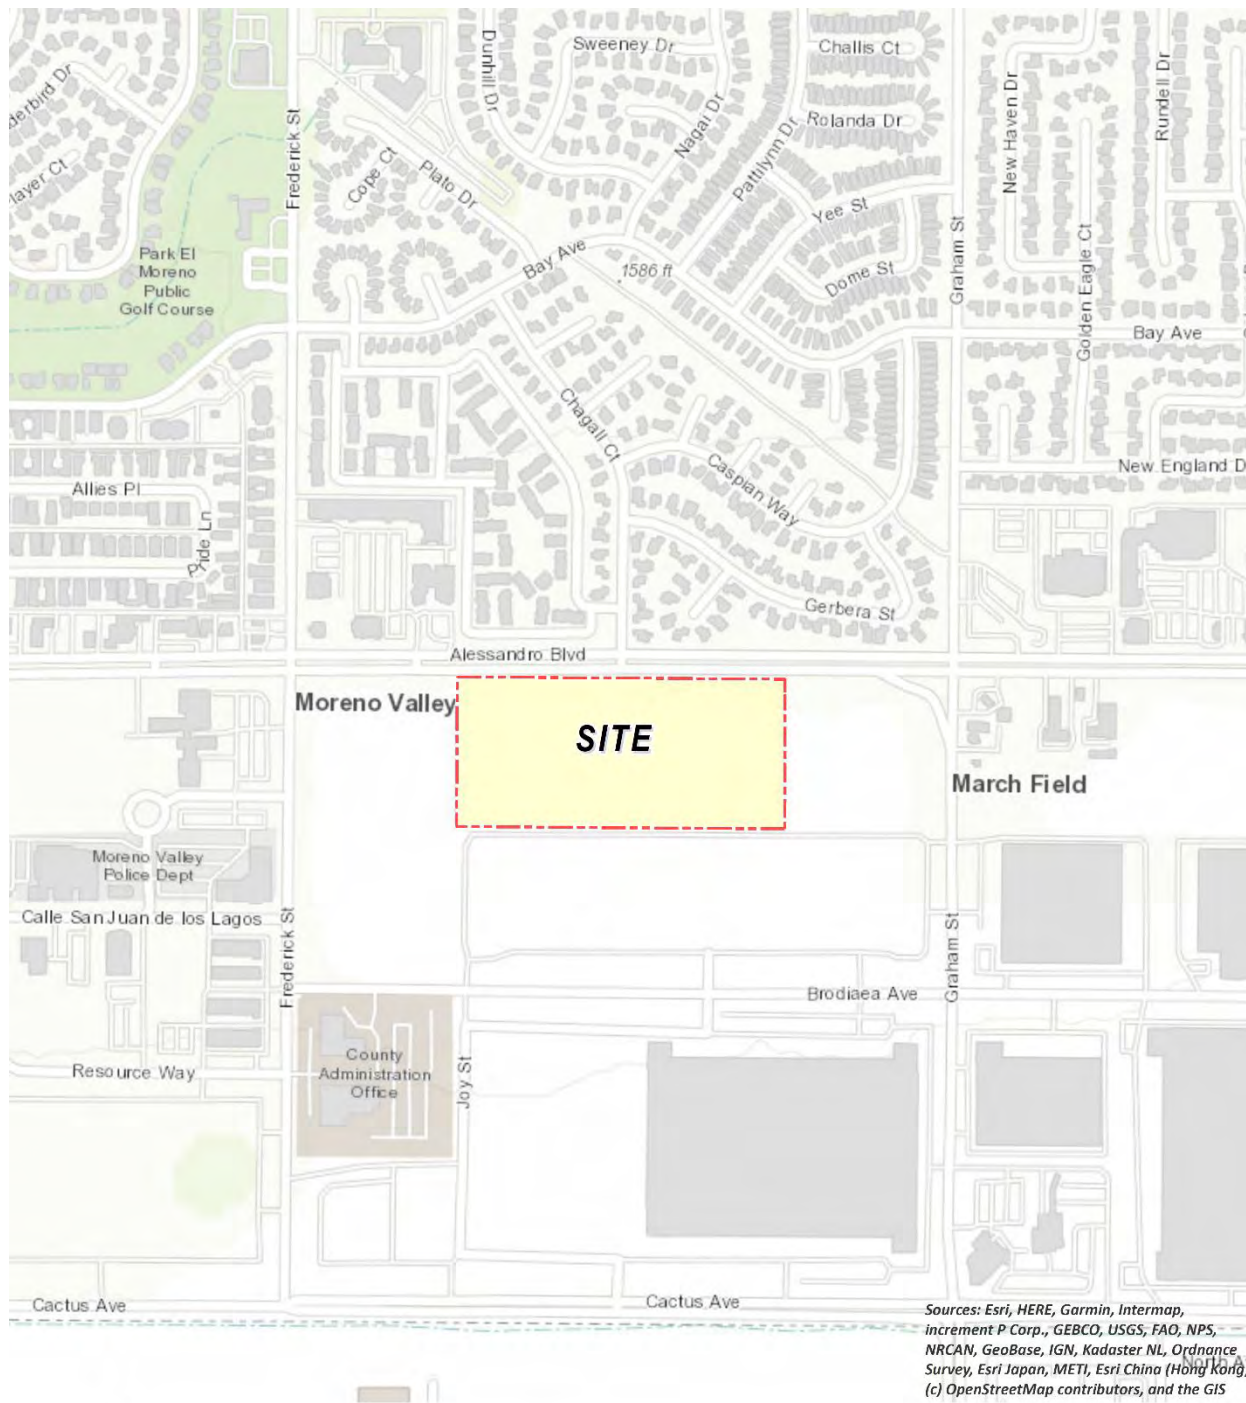 Sweeney Dr
Challis Ct
Dunhill Dr
derbird Dr
Rundell Dr
New Haven Dr
Frederick St
Nagai Dr
Rolanda Dr
Pattilynn Dr
layer Ct
Cope Ct
Plato Dr
Yee St
Graham St
Golden Eagle Ct
Park El
Moreno
Public
Golf Course
Bay Ave
1586 ft
Dome St
Bay Ave
Chagall Ct
Caspian Way
New England D
Allies Pl
Pride Ln
Gerbera St
Alessandro Blvd
Moreno Valley
SITE
March Field
Moreno Valley
Police Dept
Calle San Juan de los Lagos
Frederick St
Graham St
Brodiaea Ave
County
Administration
Office
Resource Way
Joy St
Cactus Ave
Cactus Ave
Sources: Esri, HERE, Garmin, Intermap,
increment P Corp., GEBCO, USGS, FAO, NPS,
NRCAN, GeoBase, IGN, Kadaster NL, Ordnance
Survey, Esri Japan, METI, Esri China (Hong Kong)
(c) OpenStreetMap contributors, and the GIS
North A